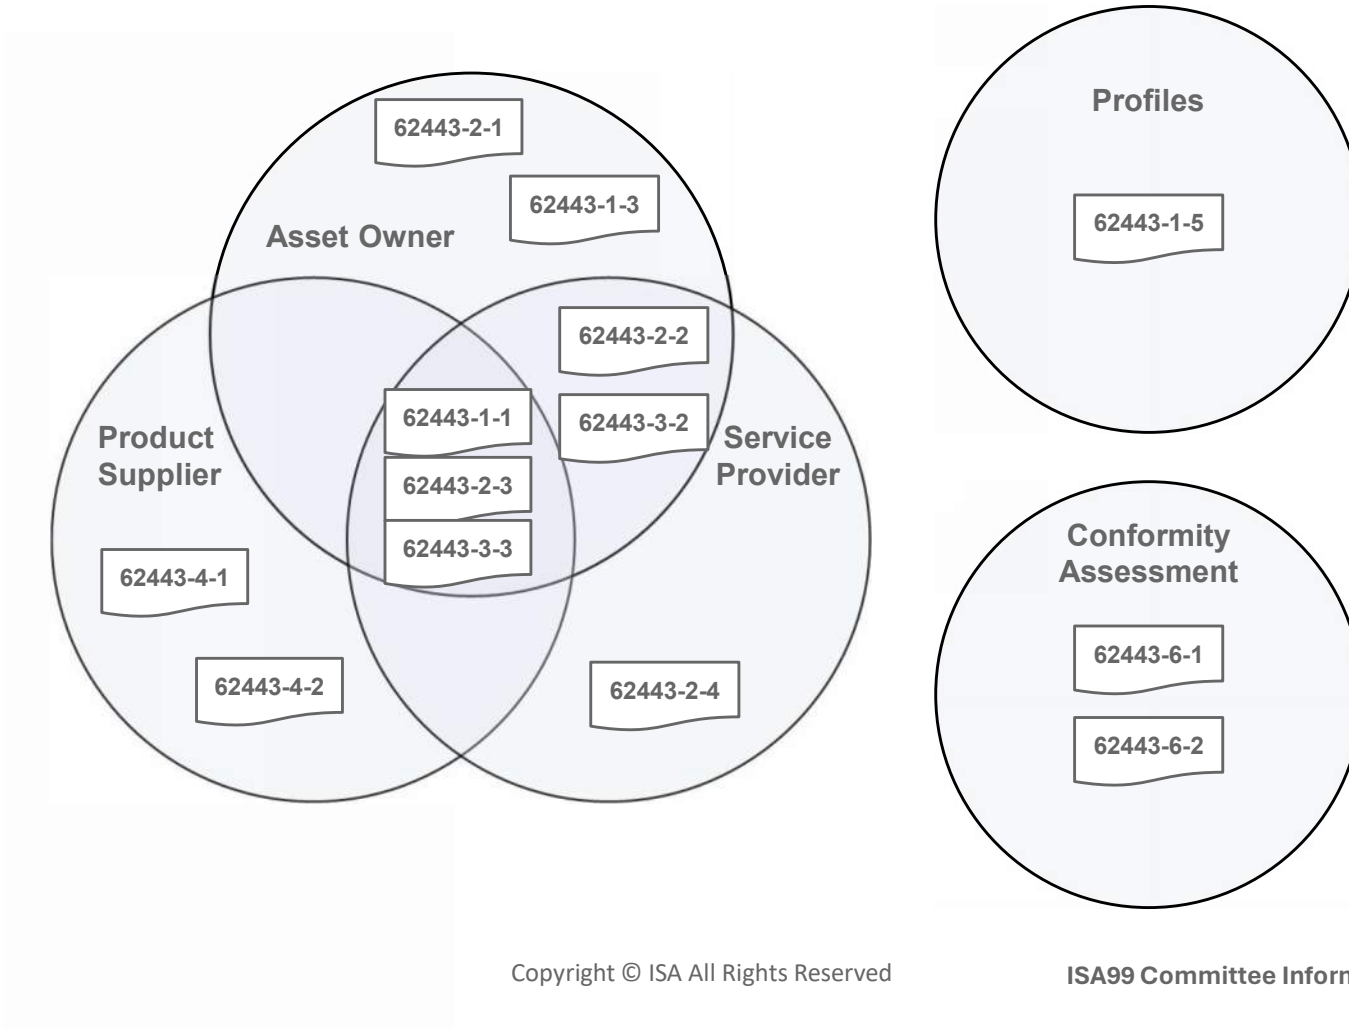 62443-2-1
62443-1-3
Asset Owner
62443-2-2
62443-3-2
62443-1-1
62443-2-3
62443-3-3
Product
Supplier
Service
Provider
62443-4-1
62443-4-2
62443-2-4
Profiles
62443-1-5
Conformity
Assessment
62443-6-1
62443-6-2
Copyright © ISA All Rights Reserved
ISA99 Committee